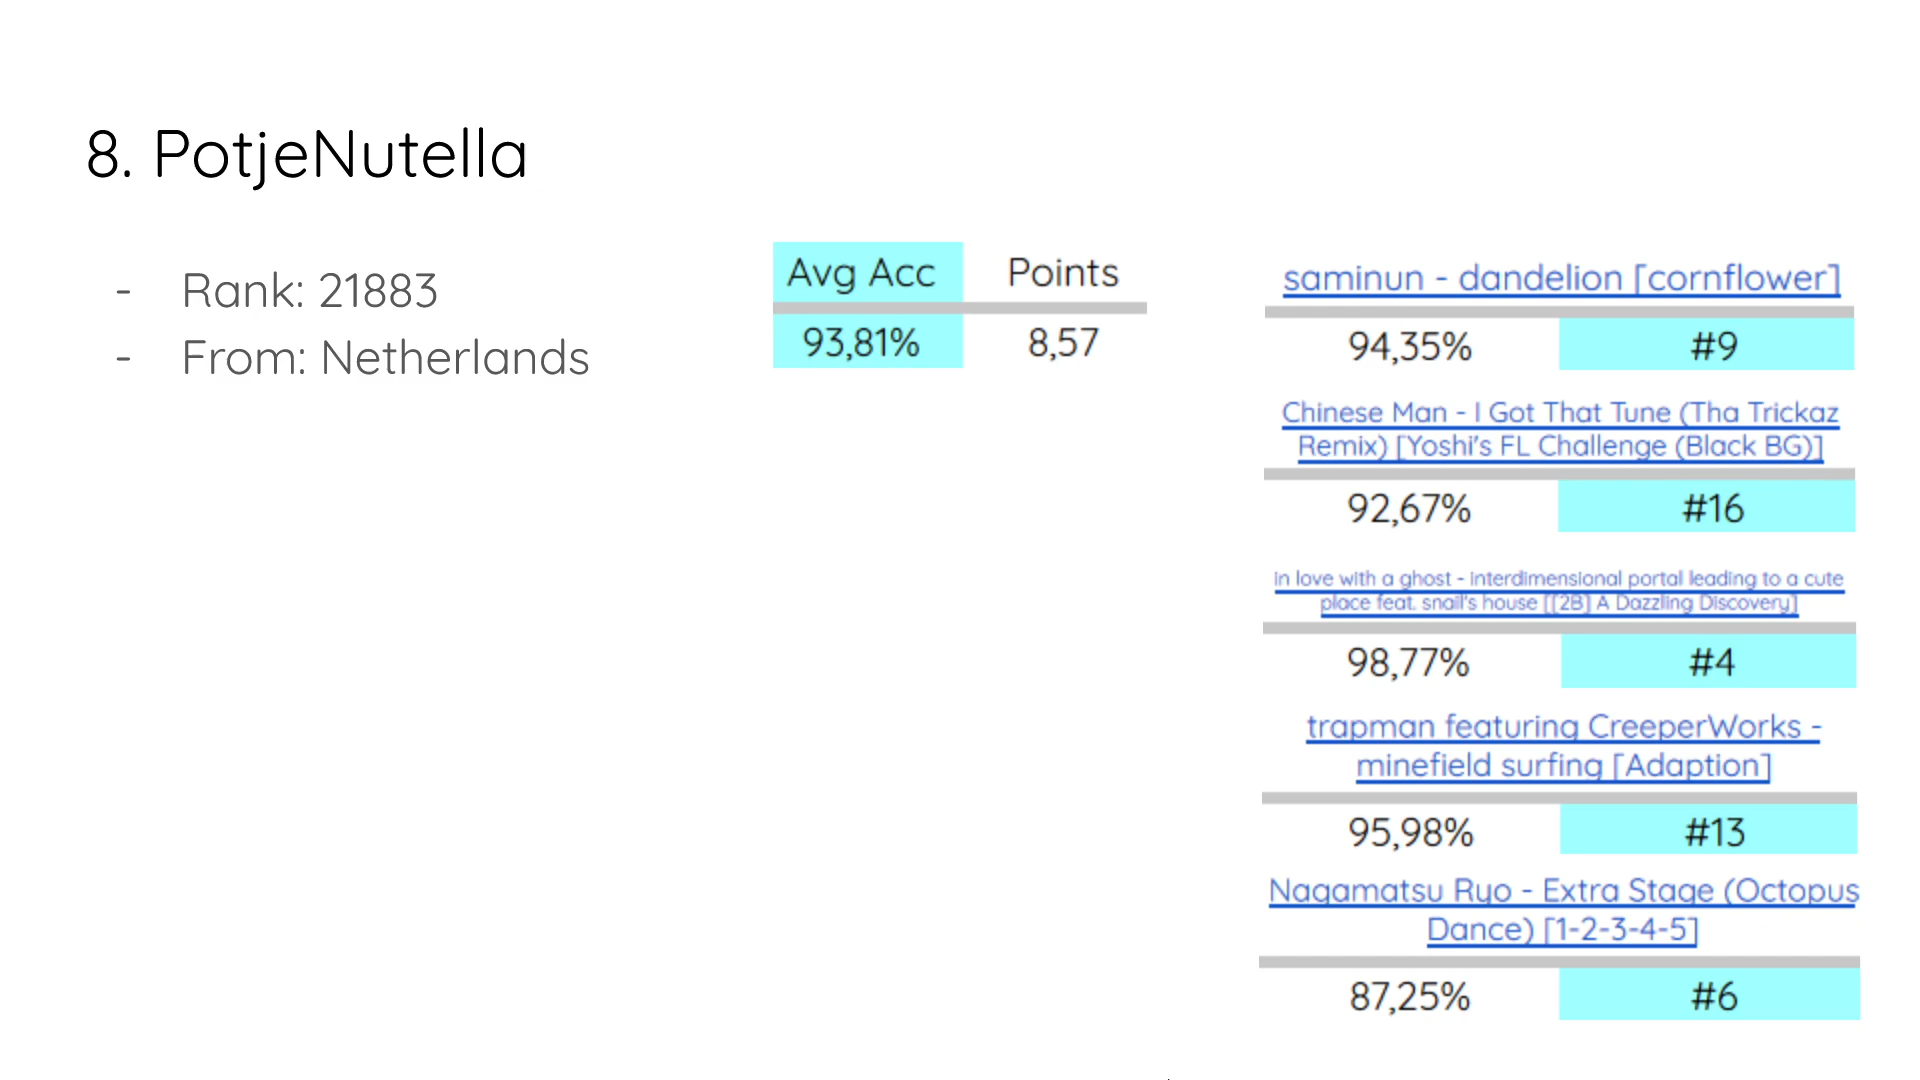 8. PotjeNutella
- Rank: 21883
- From: Netherlands
Avg Acc Points
93,81% 8,57
saminun - dandelion [cornflower]
94,35% #9
Chinese Man - I Got That Tune (Tha Trickaz
Remix) [Yoshi's FL Challenge (Black BG)]
92,67% #16
in love with a ghost - interdimensional portal leading to a cute
place feat. snail's house [[2B] A Dazzling Discovery]
98,77% #4
trapman featuring CreeperWorks -
minefield surfing [Adaption]
95,98% #13
Nagamatsu Ryo - Extra Stage (Octopus
Dance) [1-2-3-4-5]
87,25% #6